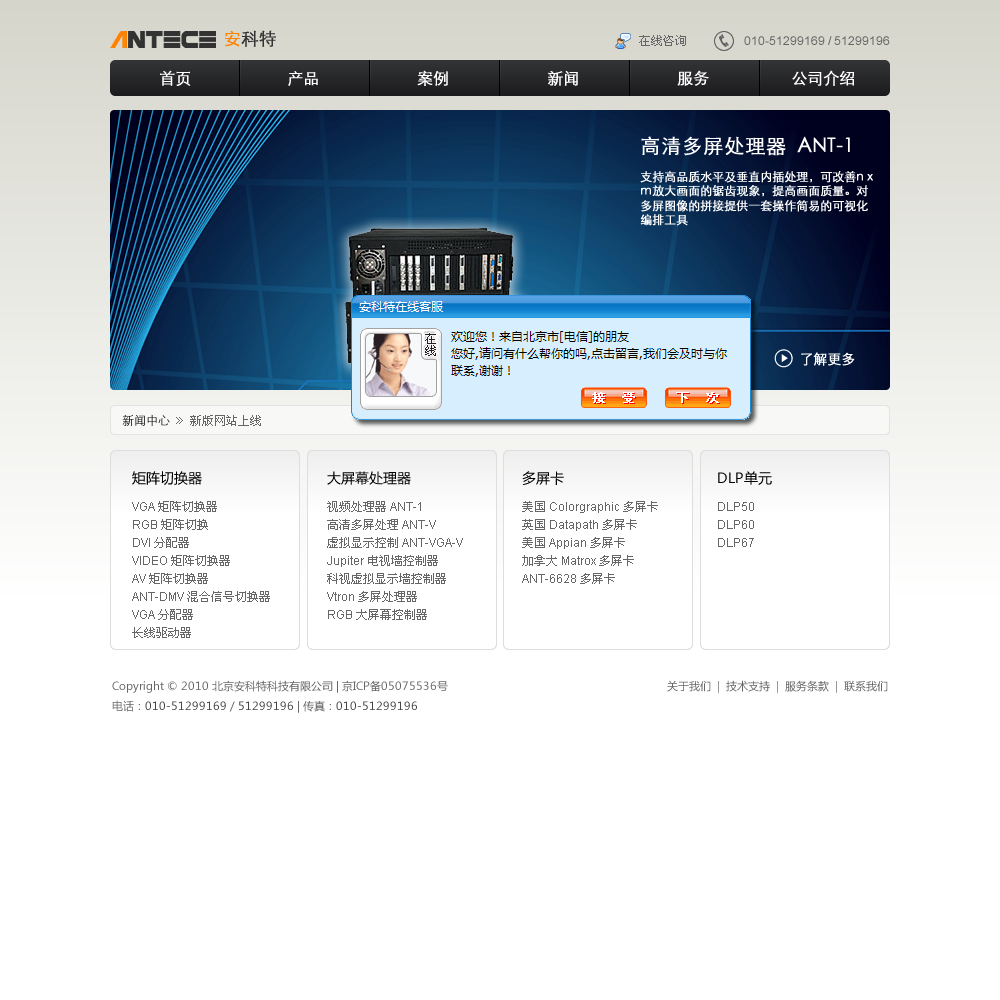 ANTECE 安科特
在线咨询
010-51299169 / 51299196
首页 产品 案例 新闻 服务 公司介绍
高清多屏处理器 ANT-1
支持高品质水平及垂直内插处理，可改善n x
m放大画面的锯齿现象，提高画面质量。对
多屏图像的拼接提供一套操作简易的可视化
编排工具
安科特在线客服
在线
欢迎您！来自北京市[电信]的朋友
您好,请问有什么帮你的吗,点击留言,我们会及时与你
联系,谢谢！
接 受 下 次
了解更多
新闻中心 » 新版网站上线
矩阵切换器
VGA 矩阵切换器
RGB 矩阵切换
DVI 分配器
VIDEO 矩阵切换器
AV 矩阵切换器
ANT-DMV 混合信号切换器
VGA 分配器
长线驱动器
大屏幕处理器
视频处理器 ANT-1
高清多屏处理 ANT-V
虚拟显示控制 ANT-VGA-V
Jupiter 电视墙控制器
科视虚拟显示墙控制器
Vtron 多屏处理器
RGB 大屏幕控制器
多屏卡
美国 Colorgraphic 多屏卡
英国 Datapath 多屏卡
美国 Appian 多屏卡
加拿大 Matrox 多屏卡
ANT-6628 多屏卡
DLP单元
DLP50
DLP60
DLP67
Copyright © 2010 北京安科特科技有限公司 | 京ICP备05075536号
电话：010-51299169 / 51299196 | 传真：010-51299196
关于我们 | 技术支持 | 服务条款 | 联系我们